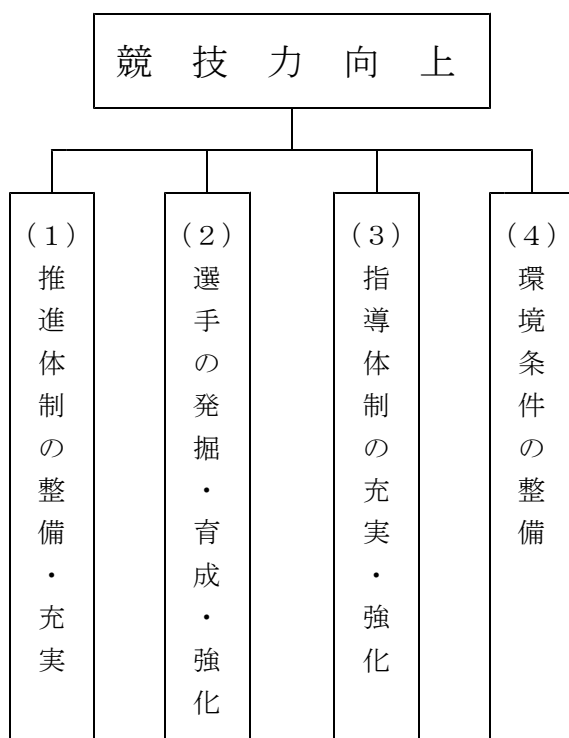 競技力向上
（１）推進体制の整備・充実
（２）選手の発掘・育成・強化
（３）指導体制の充実・強化
（４）環境条件の整備